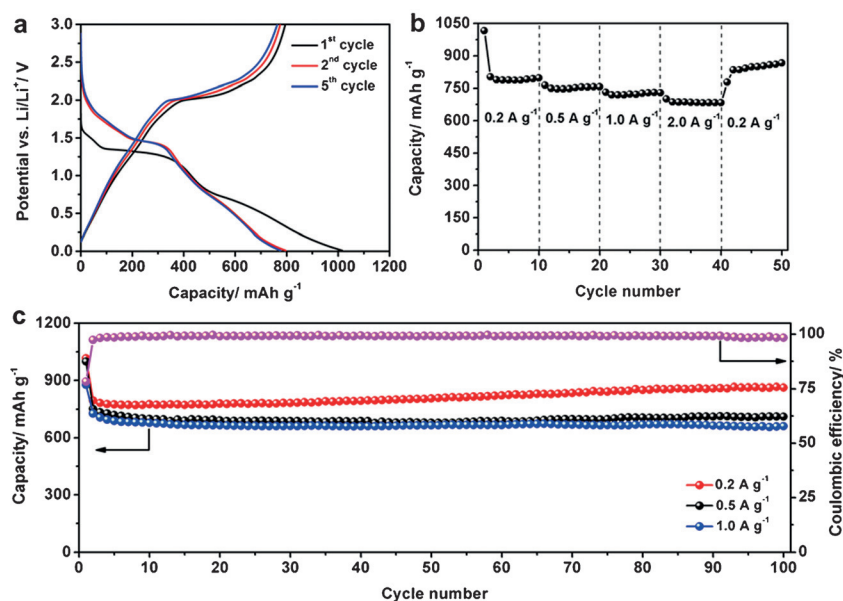 a
3.0
2.5
2.0
1.5
1.0
0.5
0.0
Potential vs. Li/Li⁺/ V
1ˢᵗ cycle
2ⁿᵈ cycle
5ᵗʰ cycle
0 200 400 600 800 1000 1200
Capacity/ mAh g⁻¹
b
1050
900
750
600
450
300
150
0
Capacity/ mAh g⁻¹
0.2 A g⁻¹
0.5 A g⁻¹
1.0 A g⁻¹
2.0 A g⁻¹
0.2 A g⁻¹
0 10 20 30 40 50
Cycle number
c
1200
900
600
300
0
Capacity/ mAh g⁻¹
0.2 A g⁻¹
0.5 A g⁻¹
1.0 A g⁻¹
100
75
50
25
0
Coulombic efficiency/ %
0 10 20 30 40 50 60 70 80 90 100
Cycle number